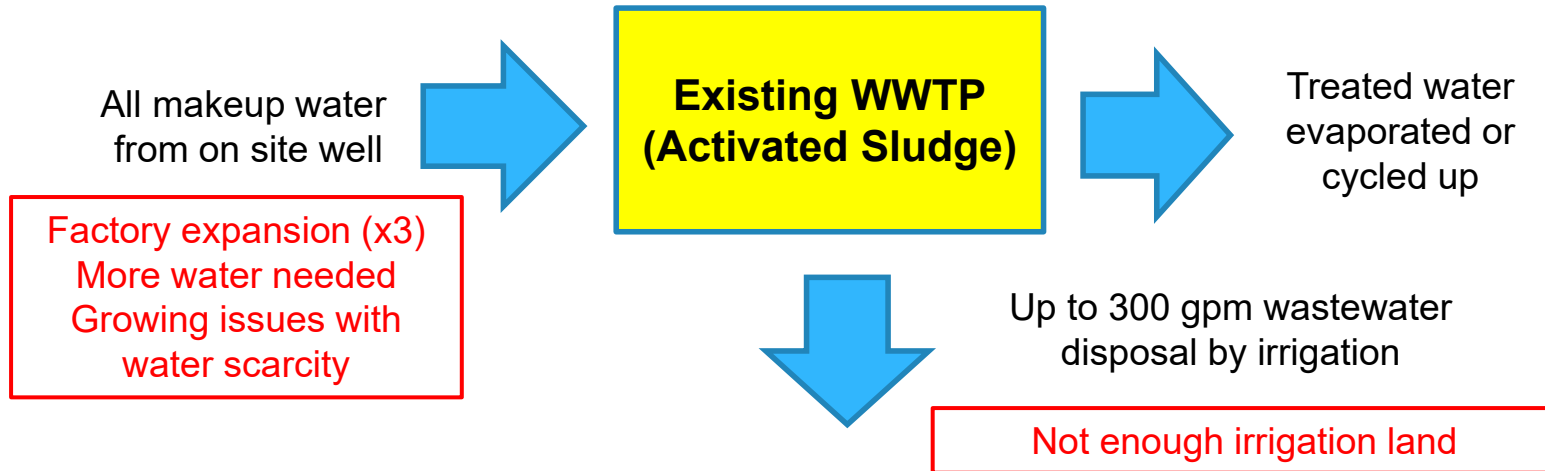 All makeup water
from on site well
Factory expansion (x3)
More water needed
Growing issues with
water scarcity
Existing WWTP
(Activated Sludge)
Treated water
evaporated or
cycled up
Up to 300 gpm wastewater
disposal by irrigation
Not enough irrigation land